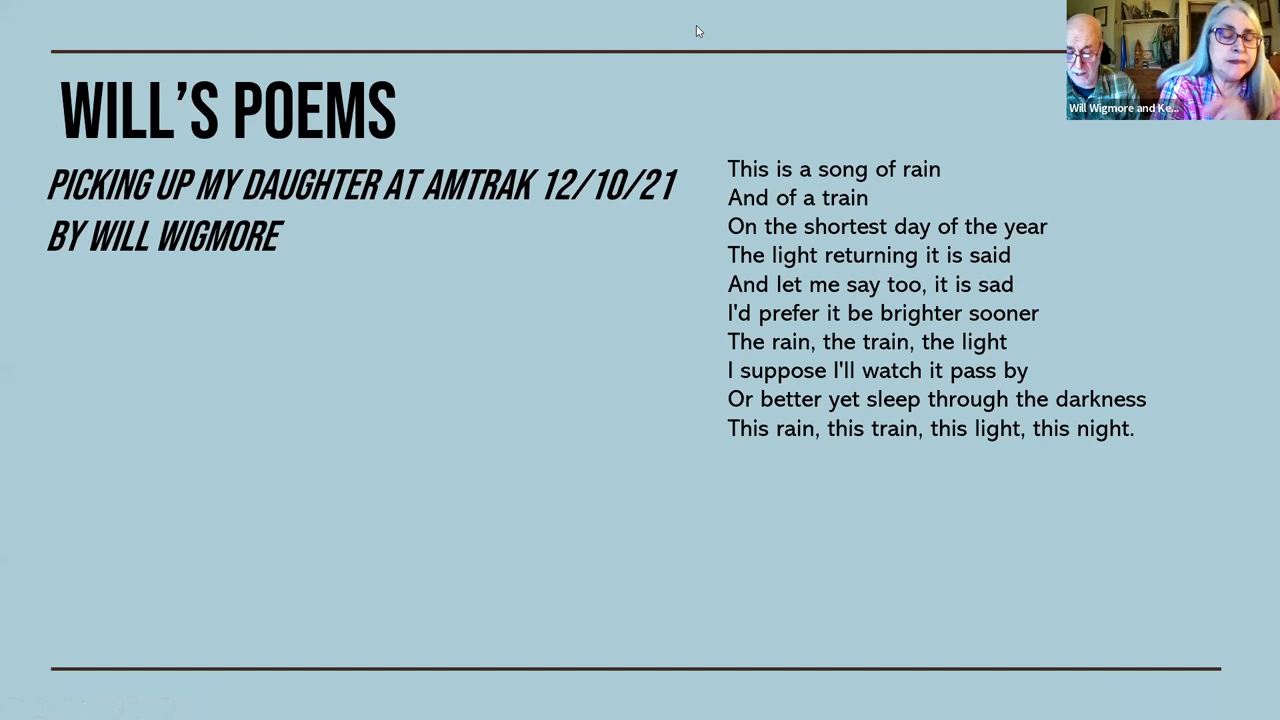 WILL'S POEMS
PICKING UP MY DAUGHTER AT AMTRAK 12/10/21
BY WILL WIGMORE
This is a song of rain
And of a train
On the shortest day of the year
The light returning it is said
And let me say too, it is sad
I'd prefer it be brighter sooner
The rain, the train, the light
I suppose I'll watch it pass by
Or better yet sleep through the darkness
This rain, this train, this light, this night.
Will Wigmore and Ke...